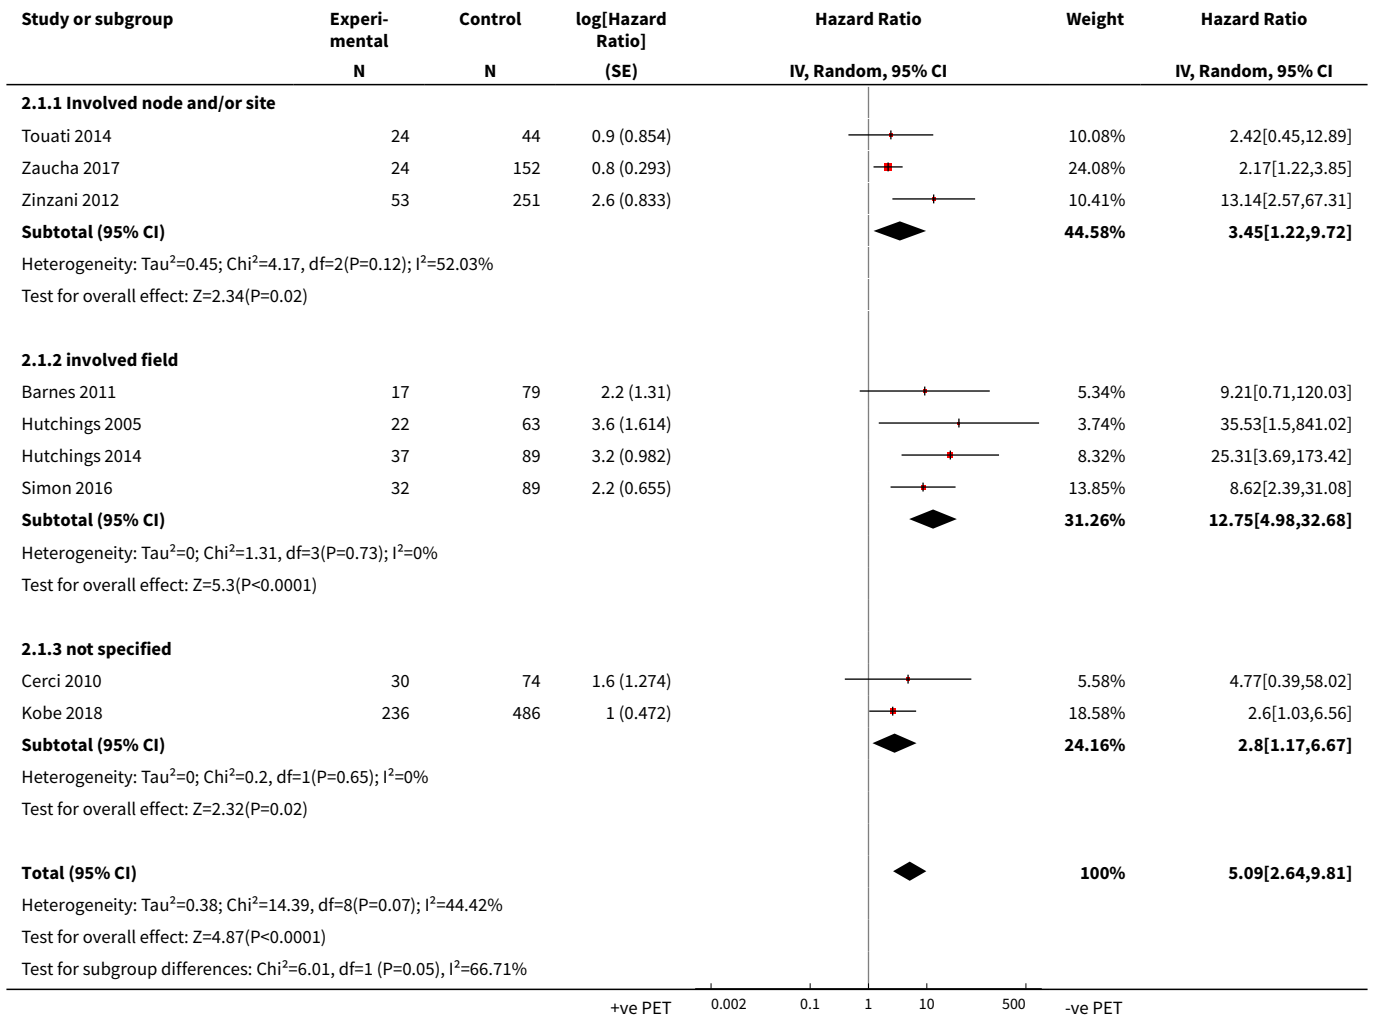 Study or subgroup Experi- Control log[Hazard Hazard Ratio Weight Hazard Ratio
mental Ratio]
N N (SE) IV, Random, 95% CI IV, Random, 95% CI
2.1.1 Involved node and/or site
Touati 2014 24 44 0.9 (0.854) 10.08% 2.42[0.45,12.89]
Zaucha 2017 24 152 0.8 (0.293) 24.08% 2.17[1.22,3.85]
Zinzani 2012 53 251 2.6 (0.833) 10.41% 13.14[2.57,67.31]
Subtotal (95% CI) 44.58% 3.45[1.22,9.72]
Heterogeneity: Tau²=0.45; Chi²=4.17, df=2(P=0.12); I²=52.03%
Test for overall effect: Z=2.34(P=0.02)
2.1.2 involved field
Barnes 2011 17 79 2.2 (1.31) 5.34% 9.21[0.71,120.03]
Hutchings 2005 22 63 3.6 (1.614) 3.74% 35.53[1.5,841.02]
Hutchings 2014 37 89 3.2 (0.982) 8.32% 25.31[3.69,173.42]
Simon 2016 32 89 2.2 (0.655) 13.85% 8.62[2.39,31.08]
Subtotal (95% CI) 31.26% 12.75[4.98,32.68]
Heterogeneity: Tau²=0; Chi²=1.31, df=3(P=0.73); I²=0%
Test for overall effect: Z=5.3(P<0.0001)
2.1.3 not specified
Cerci 2010 30 74 1.6 (1.274) 5.58% 4.77[0.39,58.02]
Kobe 2018 236 486 1 (0.472) 18.58% 2.6[1.03,6.56]
Subtotal (95% CI) 24.16% 2.8[1.17,6.67]
Heterogeneity: Tau²=0; Chi²=0.2, df=1(P=0.65); I²=0%
Test for overall effect: Z=2.32(P=0.02)
Total (95% CI) 100% 5.09[2.64,9.81]
Heterogeneity: Tau²=0.38; Chi²=14.39, df=8(P=0.07); I²=44.42%
Test for overall effect: Z=4.87(P<0.0001)
Test for subgroup differences: Chi²=6.01, df=1 (P=0.05), I²=66.71%
+ve PET 0.002 0.1 1 10 500 -ve PET